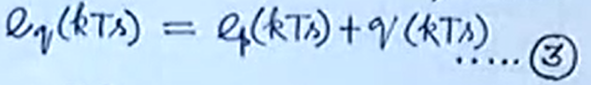 eq(kTs) = ep(kTs) + q(kTs) ..... ③